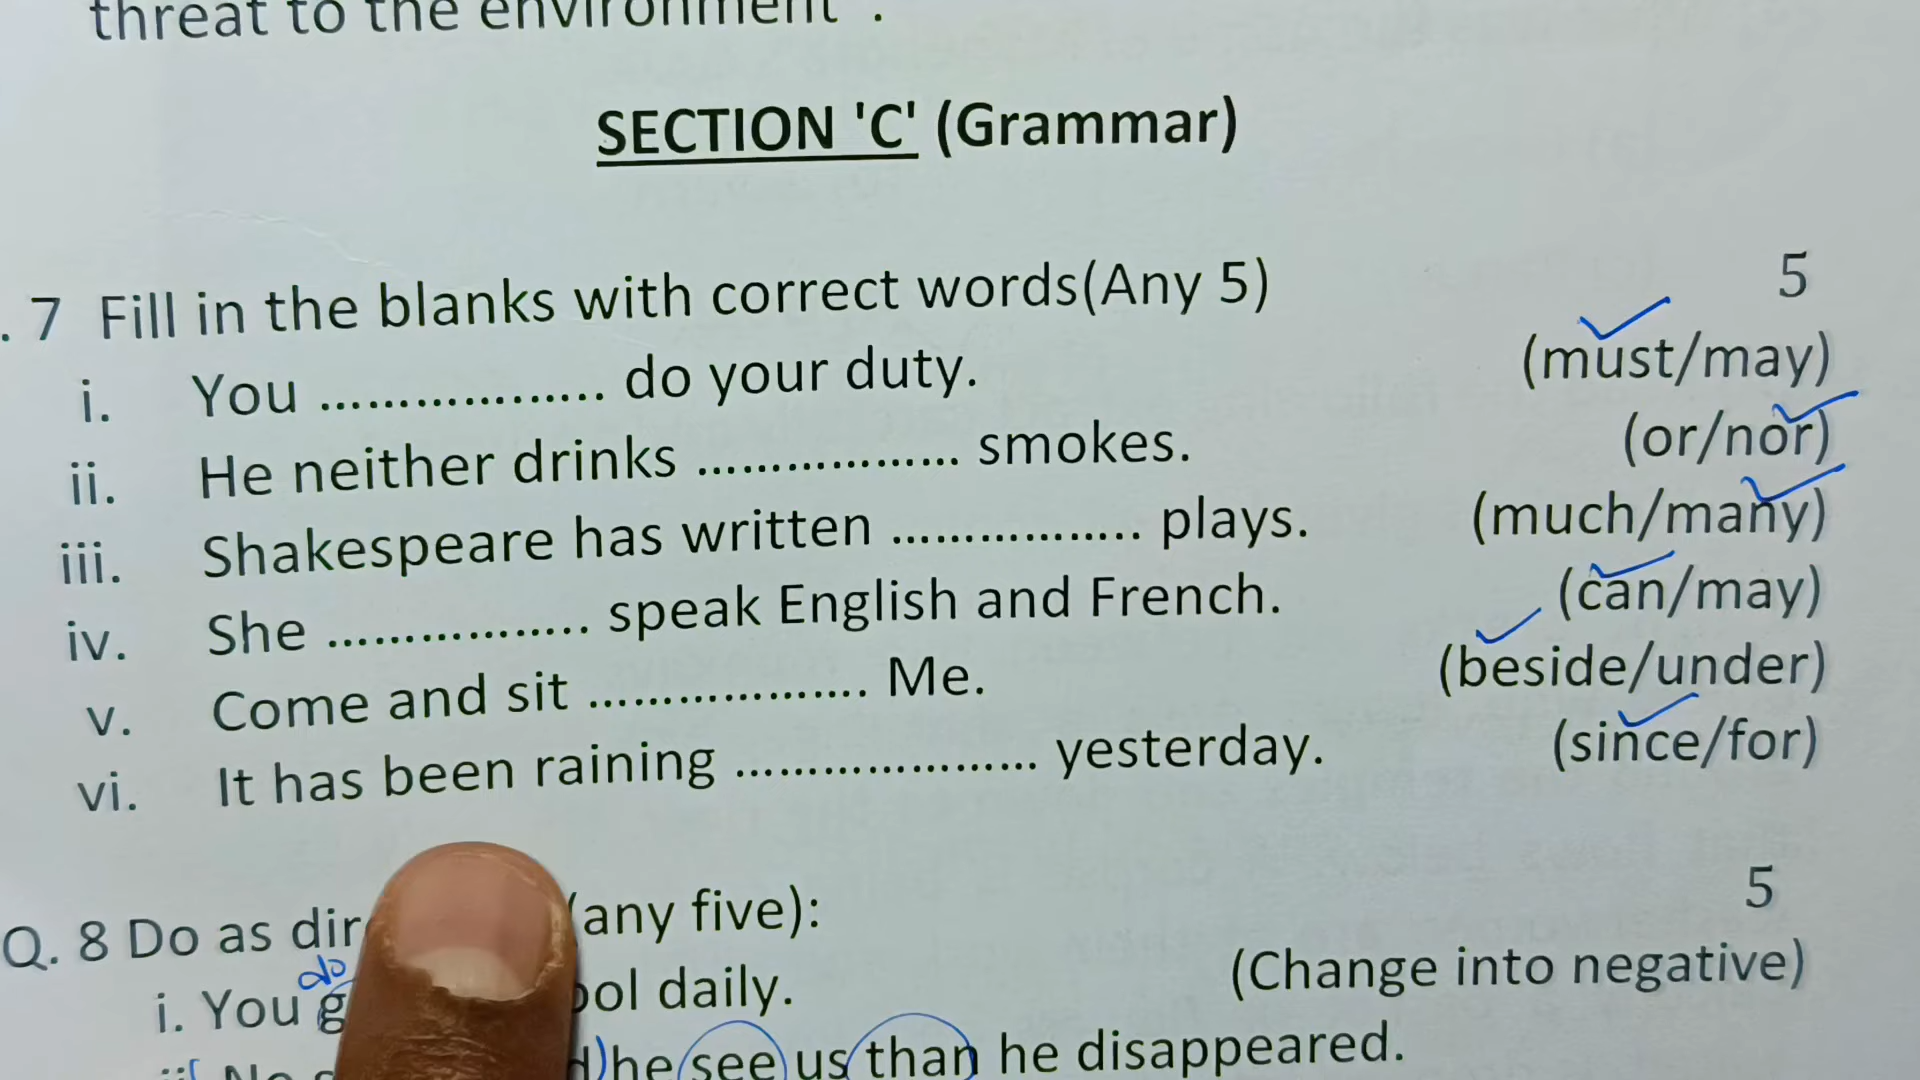 threat to the environment".
SECTION 'C' (Grammar)
. 7 Fill in the blanks with correct words(Any 5) 5
i. You .................... do your duty. (must/may)
ii. He neither drinks .................. smokes. (or/nor)
iii. Shakespeare has written ................. plays. (much/many)
iv. She .................. speak English and French. (can/may)
v. Come and sit ................... Me. (beside/under)
vi. It has been raining ..................... yesterday. (since/for)
Q. 8 Do as (any five): 5
do
i. You daily. (Change into negative)
he see us than he disappeared.